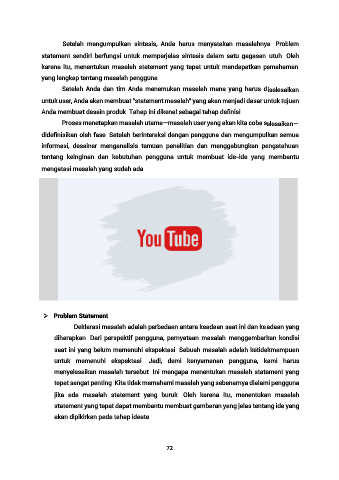 Setelah mengumpulkan sintesis, Anda harus menyatakan masalehnya Problem
statement sendiri berfungsi untuk memperjelas sintesis dalam satu gagasan utuh Oleh
karena itu, menentukan masalah statement yang tepat untuk mendapatkan pemahaman
yang lengkap tentang masalah pengguna
Setelah Anda dan tim Anda menemukan masalah mana yang harus diselesaikan
untuk user, Anda akan membuat "statement masalah" yang akan menjadi dasar untuk tujuan
Anda membuat desain produk Tahap ini dikenal sebagai tahap definisi
Proses menetapkan masalah utama—masalah user yang akan kita coba selesaikan—
didefinisikan oleh fase Setelah berinteraksi dengan pengguna dan mengumpulkan semua
informasi, desainer menganalisis temuan penelitian dan menggabungkan pengetahuan
tentang keinginan dan kebutuhan pengguna untuk membuat ide-ide yang membantu
mengatasi masalah yang sudah ada
YouTube
➤ Problem Statement
Deklarasi masalah adalah perbedaan antara keadaan saat ini dan keadaan yang
diharapkan Dari perspektif pengguna, pernyataan masalah menggambarkan kondisi
saat ini yang belum memenuhi ekspektasi Sebuah masalah adalah ketidakmampuan
untuk memenuhi ekspektasi Jadi, demi kenyamanan pengguna, kami harus
menyelesaikan masalah tersebut Ini mengapa menentukan masalah statement yang
tepat sangat penting Kita tidak memahami masalah yang sebenarnya dialami pengguna
jika ada masalah statement yang buruk Oleh karena itu, menentukan masalah
statement yang tepat dapat membantu membuat gambaran yang jelas tentang ide yang
akan dipikirkan pada tahap ideate
72